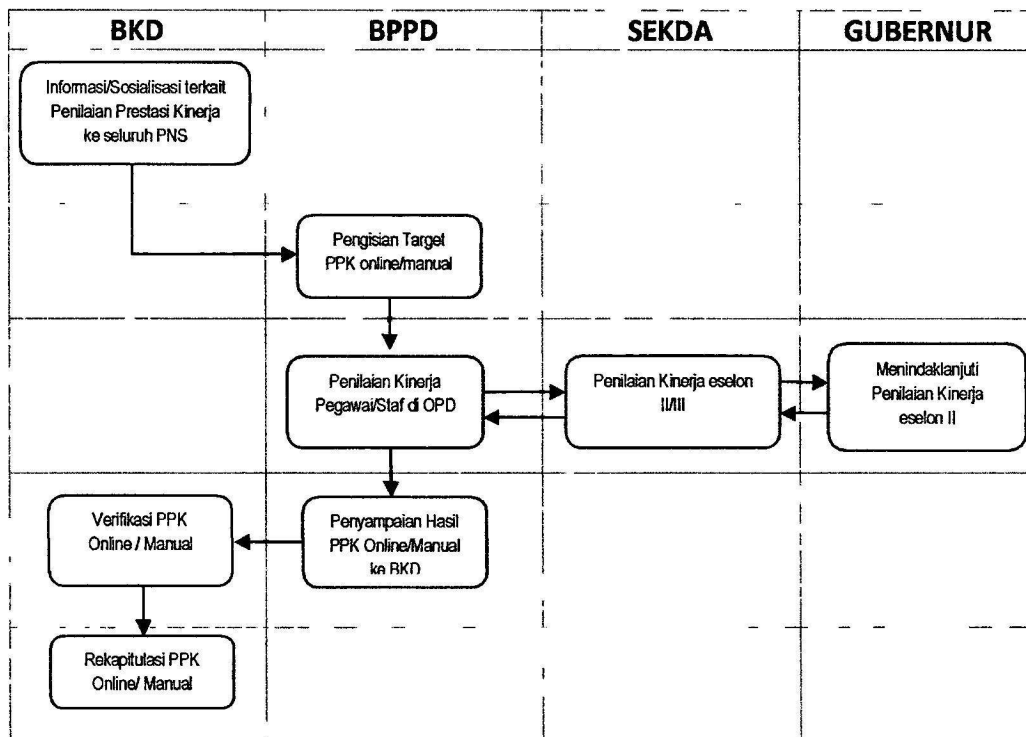 BKD
BPPD
SEKDA
GUBERNUR
Informasi/Sosialisasi terkait
Penilaian Prestasi Kinerja
ke seluruh PNS
Pengisian Target
PPK online/manual
Penilaian Kinerja
Pegawai/Staf di OPD
Penilaian Kinerja eselon
II/III
Menindaklanjuti
Penilaian Kinerja
eselon II
Verifikasi PPK
Online / Manual
Penyampaian Hasil
PPK Online/Manual
ke BKD
Rekapitulasi PPK
Online/ Manual